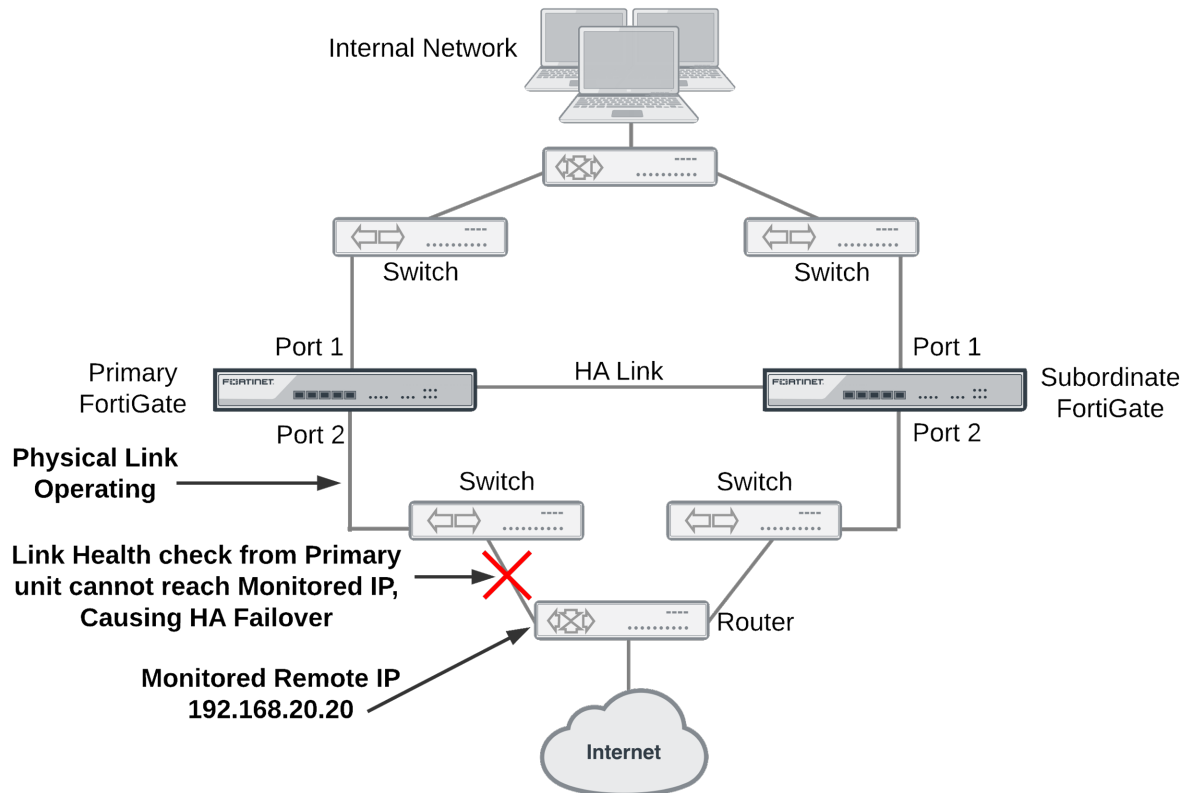 Internal Network
Switch
Switch
Port 1
Port 1
HA Link
Primary
FortiGate
FORTINET
FORTINET
Subordinate
FortiGate
Port 2
Port 2
Physical Link
Operating
Switch
Switch
Link Health check from Primary
unit cannot reach Monitored IP,
Causing HA Failover
Router
Monitored Remote IP
192.168.20.20
Internet